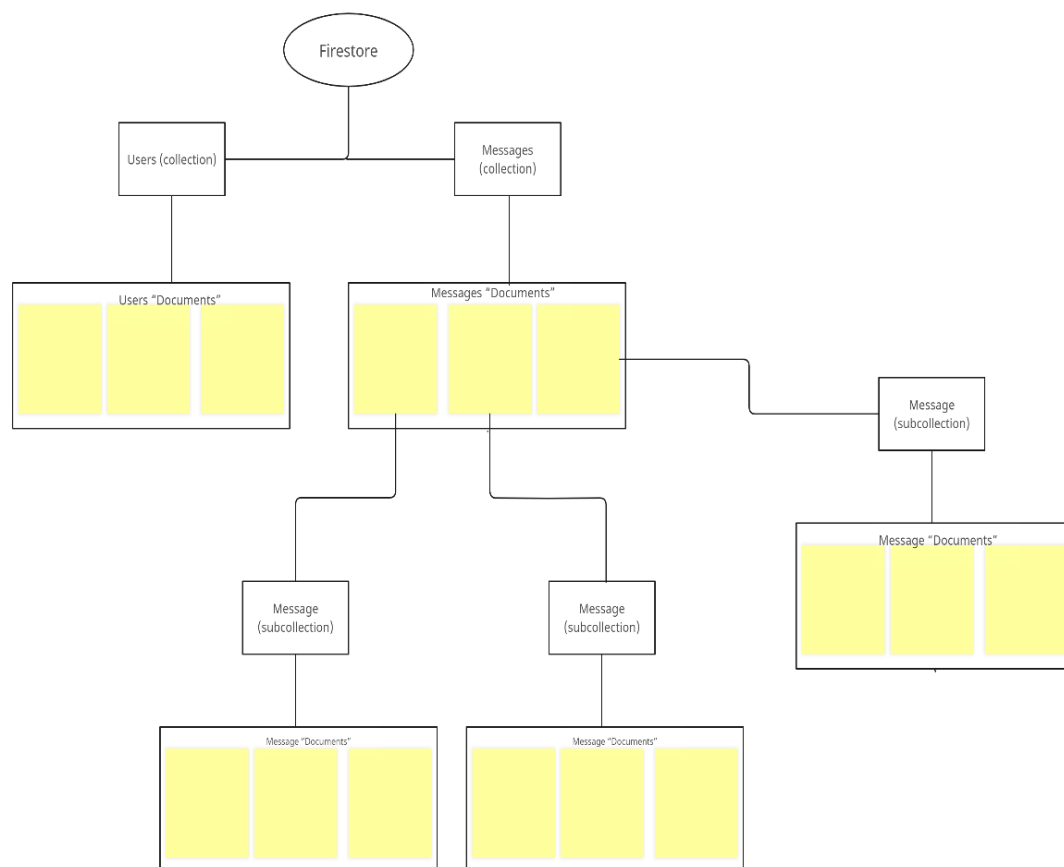 Firestore
Users (collection)
Messages
(collection)
Users “Documents”
Messages “Documents”
Message
(subcollection)
Message “Documents”
Message
(subcollection)
Message
(subcollection)
Message “Documents”
Message “Documents”